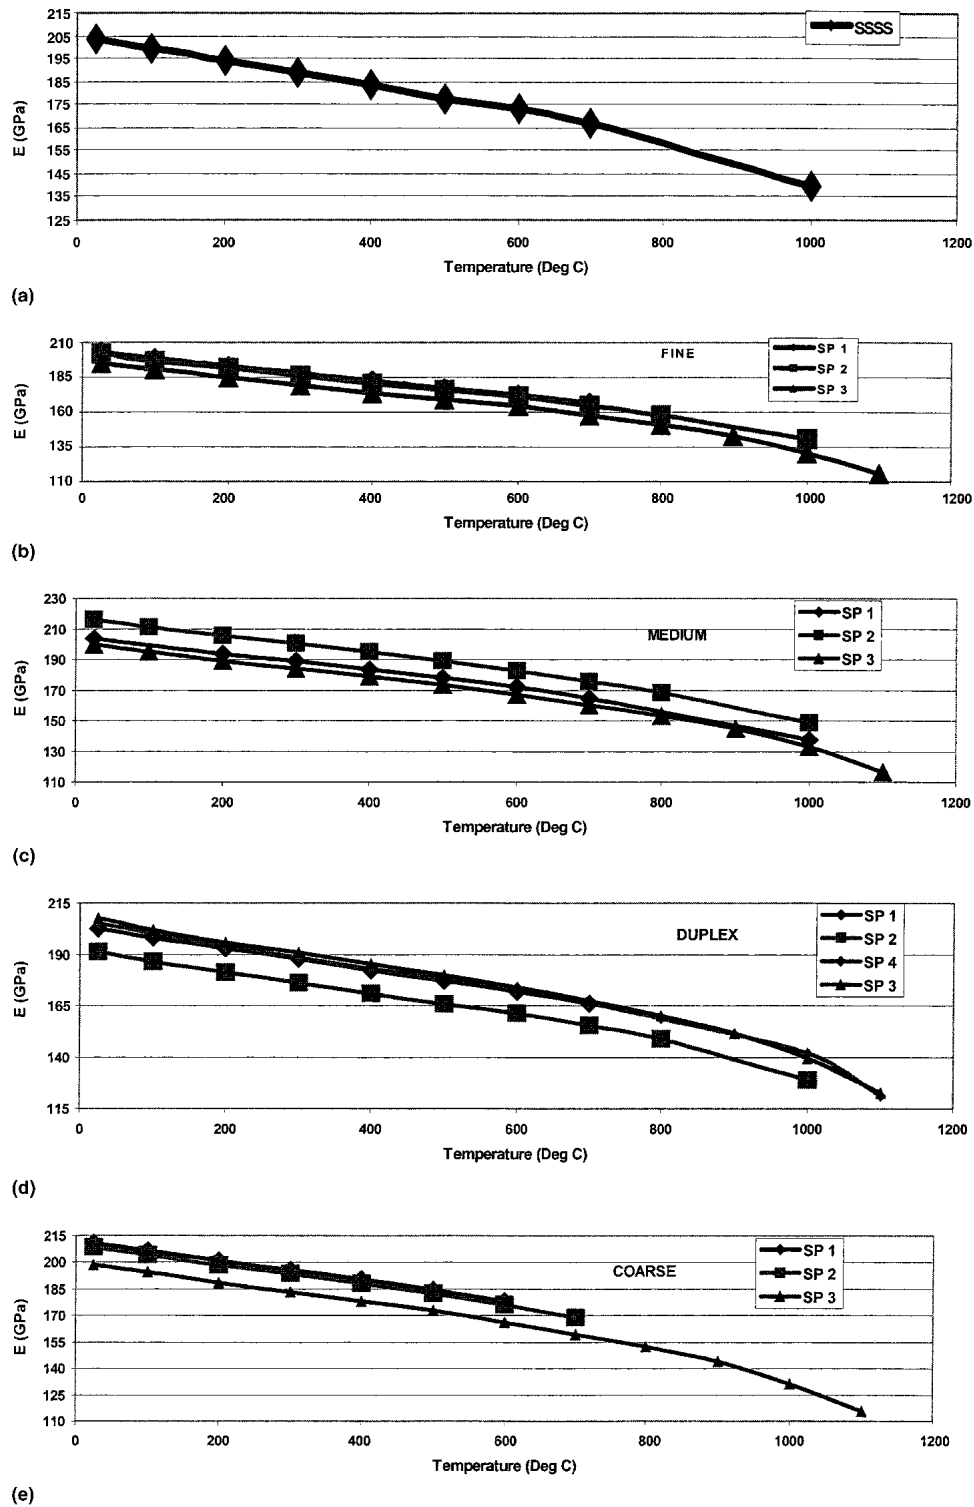 215
205
195
185
175
165
155
145
135
125
E (GPa)
SSSS
0 200 400 600 800 1000 1200
Temperature (Deg C)
(a)
210
185
160
135
110
E (GPa)
FINE
SP 1
SP 2
SP 3
0 200 400 600 800 1000 1200
Temperature (Deg C)
(b)
230
210
190
170
150
130
110
E (GPa)
MEDIUM
SP 1
SP 2
SP 3
0 200 400 600 800 1000 1200
Temperature (Deg C)
(c)
215
190
165
140
115
E (GPa)
DUPLEX
SP 1
SP 2
SP 4
SP 3
0 200 400 600 800 1000 1200
Temperature (Deg C)
(d)
215
200
185
170
155
140
125
110
E (GPa)
COARSE
SP 1
SP 2
SP 3
0 200 400 600 800 1000 1200
Temperature (Deg C)
(e)